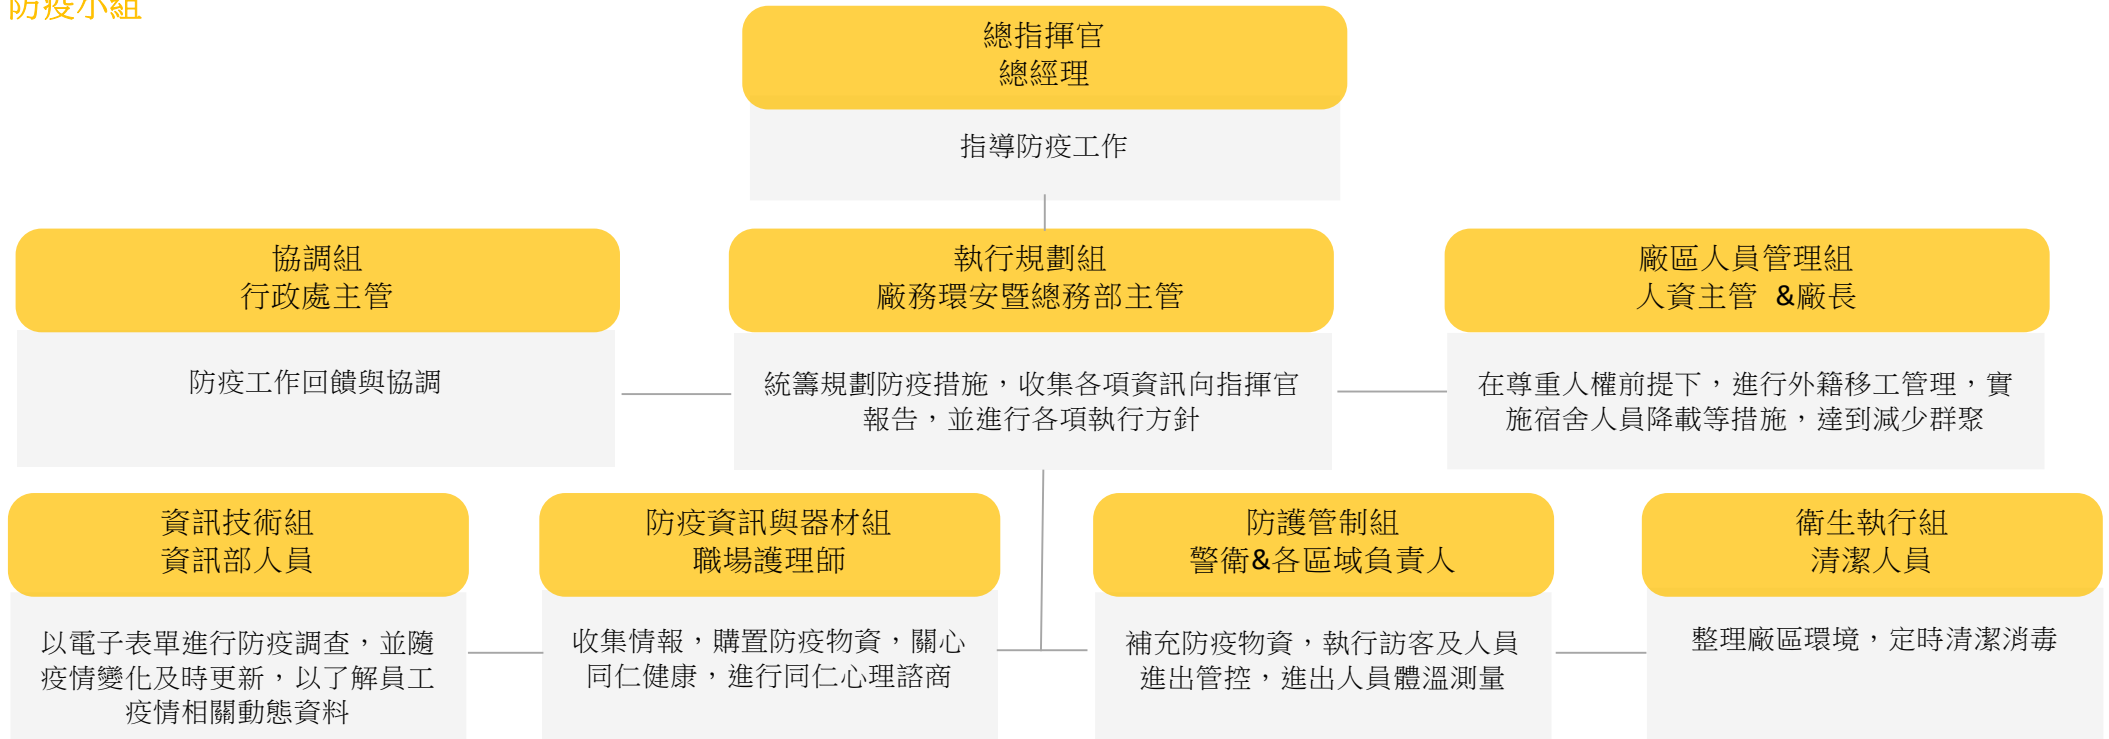 防疫小組
總指揮官
總經理
指導防疫工作
協調組
行政處主管
防疫工作回饋與協調
執行規劃組
廠務環安暨總務部主管
統籌規劃防疫措施，收集各項資訊向指揮官
報告，並進行各項執行方針
廠區人員管理組
人資主管 &廠長
在尊重人權前提下，進行外籍移工管理，實
施宿舍人員降載等措施，達到減少群聚
資訊技術組
資訊部人員
以電子表單進行防疫調查，並隨
疫情變化及時更新，以了解員工
疫情相關動態資料
防疫資訊與器材組
職場護理師
收集情報，購置防疫物資，關心
同仁健康，進行同仁心理諮商
防護管制組
警衛&各區域負責人
補充防疫物資，執行訪客及人員
進出管控，進出人員體溫測量
衛生執行組
清潔人員
整理廠區環境，定時清潔消毒